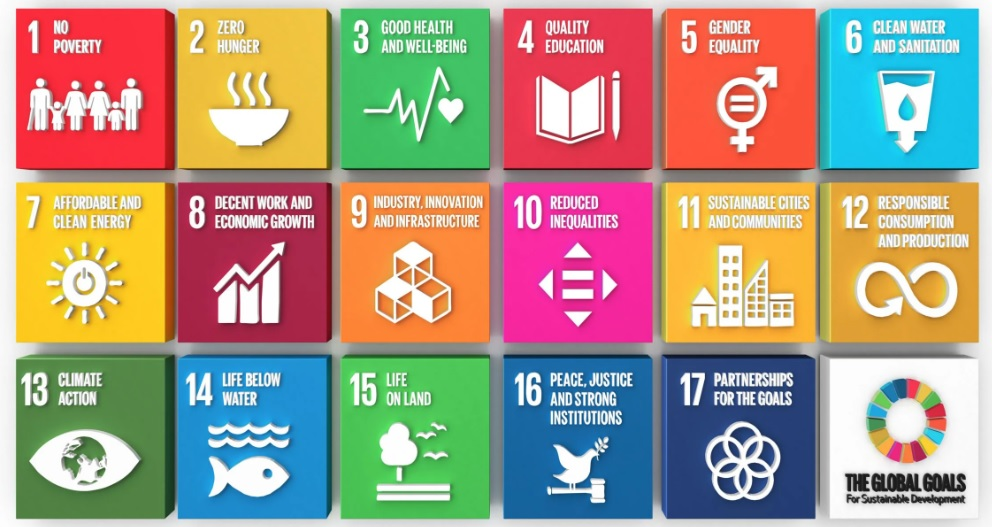 1 NO
POVERTY
2 ZERO
HUNGER
3 GOOD HEALTH
AND WELL-BEING
4 QUALITY
EDUCATION
5 GENDER
EQUALITY
6 CLEAN WATER
AND SANITATION
7 AFFORDABLE AND
CLEAN ENERGY
8 DECENT WORK AND
ECONOMIC GROWTH
9 INDUSTRY, INNOVATION
AND INFRASTRUCTURE
10 REDUCED
INEQUALITIES
11 SUSTAINABLE CITIES
AND COMMUNITIES
12 RESPONSIBLE
CONSUMPTION
AND PRODUCTION
13 CLIMATE
ACTION
14 LIFE BELOW
WATER
15 LIFE
ON LAND
16 PEACE, JUSTICE
AND STRONG
INSTITUTIONS
17 PARTNERSHIPS
FOR THE GOALS
THE GLOBAL GOALS
For Sustainable Development